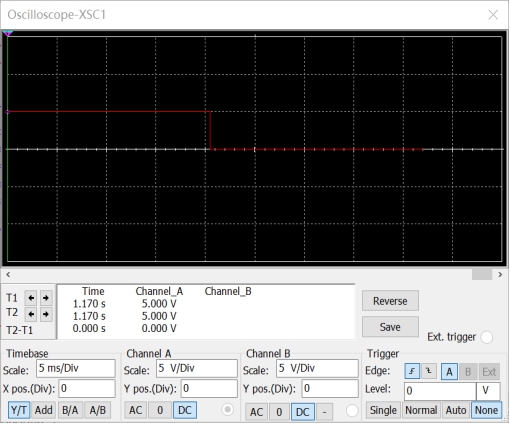 Oscilloscope-XSC1
T1
T2
T2-T1
Time Channel_A Channel_B
1.170 s 5.000 V
1.170 s 5.000 V
0.000 s 0.000 V
Reverse
Save
Ext. trigger
Timebase
Scale: 5 ms/Div
X pos.(Div): 0
Y/T Add B/A A/B
Channel A
Scale: 5 V/Div
Y pos.(Div): 0
AC 0 DC
Channel B
Scale: 5 V/Div
Y pos.(Div): 0
AC 0 DC -
Trigger
Edge: A B Ext
Level: 0 V
Single Normal Auto None